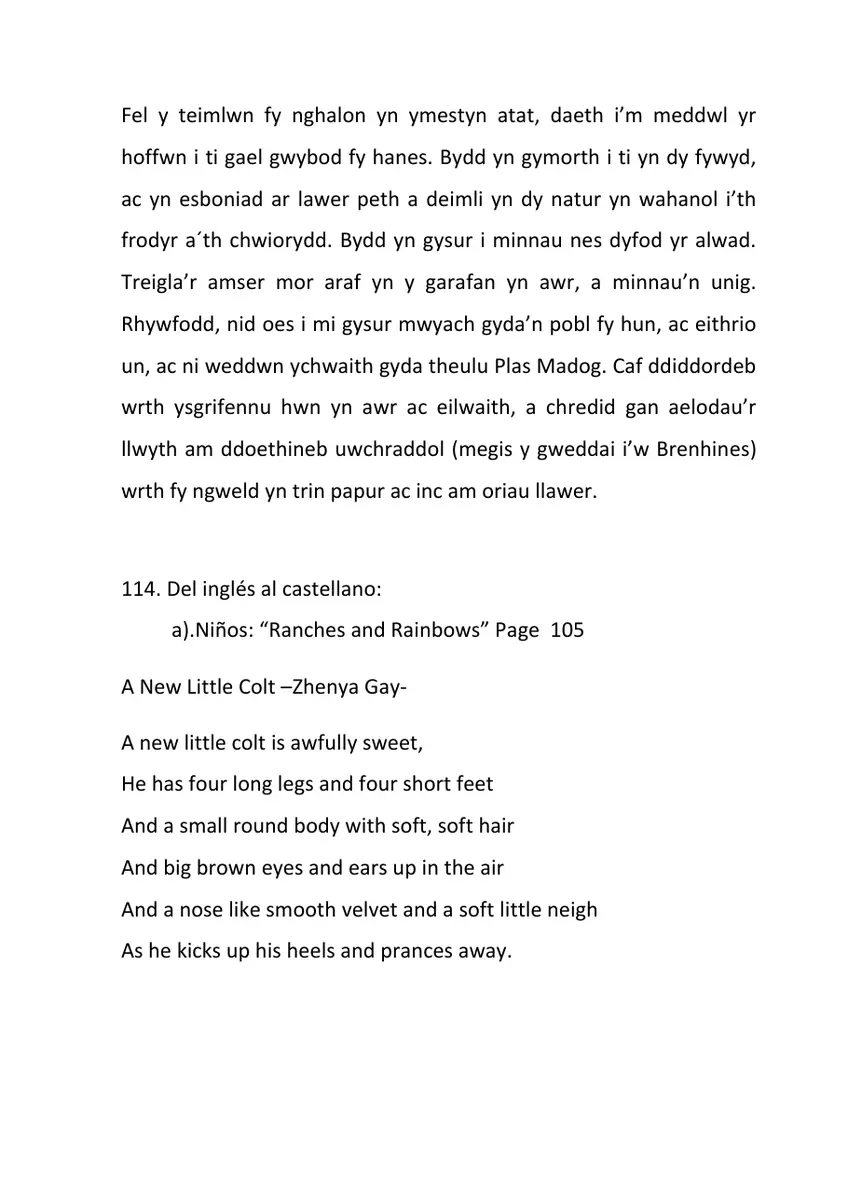 Fel y teimlwn fy nghalon yn ymestyn atat, daeth i’m meddwl yr
hoffwn i ti gael gwybod fy hanes. Bydd yn gymorth i ti yn dy fywyd,
ac yn esboniad ar lawer peth a deimli yn dy natur yn wahanol i’th
frodyr a´th chwiorydd. Bydd yn gysur i minnau nes dyfod yr alwad.
Treigla’r amser mor araf yn y garafan yn awr, a minnau’n unig.
Rhywfodd, nid oes i mi gysur mwyach gyda’n pobl fy hun, ac eithrio
un, ac ni weddwn ychwaith gyda theulu Plas Madog. Caf ddiddordeb
wrth ysgrifennu hwn yn awr ac eilwaith, a chredid gan aelodau’r
llwyth am ddoethineb uwchraddol (megis y gweddai i’w Brenhines)
wrth fy ngweld yn trin papur ac inc am oriau llawer.
114. Del inglés al castellano:
a).Niños: “Ranches and Rainbows” Page 105
A New Little Colt –Zhenya Gay-
A new little colt is awfully sweet,
He has four long legs and four short feet
And a small round body with soft, soft hair
And big brown eyes and ears up in the air
And a nose like smooth velvet and a soft little neigh
As he kicks up his heels and prances away.